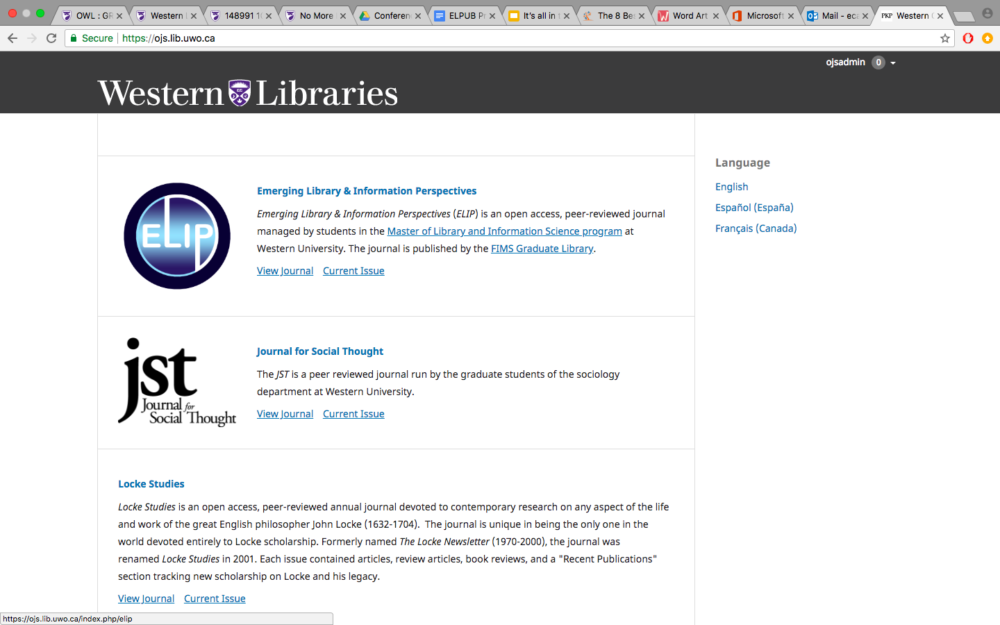 OWL : GR
Western
148991 1
No More
Conferen
ELPUB Pr
It's all in t
The 8 Bes
Word Art
Microsoft
Mail - eca
PKP Western
Secure https://ojs.lib.uwo.ca
ojsadmin 0
Western Libraries
ELIP
Emerging Library & Information Perspectives
Emerging Library & Information Perspectives (ELIP) is an open access, peer-reviewed journal
managed by students in the Master of Library and Information Science program at
Western University. The journal is published by the FIMS Graduate Library.
View Journal Current Issue
jst
Journal for
Social Thought
Journal for Social Thought
The JST is a peer reviewed journal run by the graduate students of the sociology
department at Western University.
View Journal Current Issue
Locke Studies
Locke Studies is an open access, peer-reviewed annual journal devoted to contemporary research on any aspect of the life
and work of the great English philosopher John Locke (1632-1704).  The journal is unique in being the only one in the
world devoted entirely to Locke scholarship. Formerly named The Locke Newsletter (1970-2000), the journal was
renamed Locke Studies in 2001. Each issue contained articles, review articles, book reviews, and a "Recent Publications"
section tracking new scholarship on Locke and his legacy.
View Journal Current Issue
Language
English
Español (España)
Français (Canada)
https://ojs.lib.uwo.ca/index.php/elip